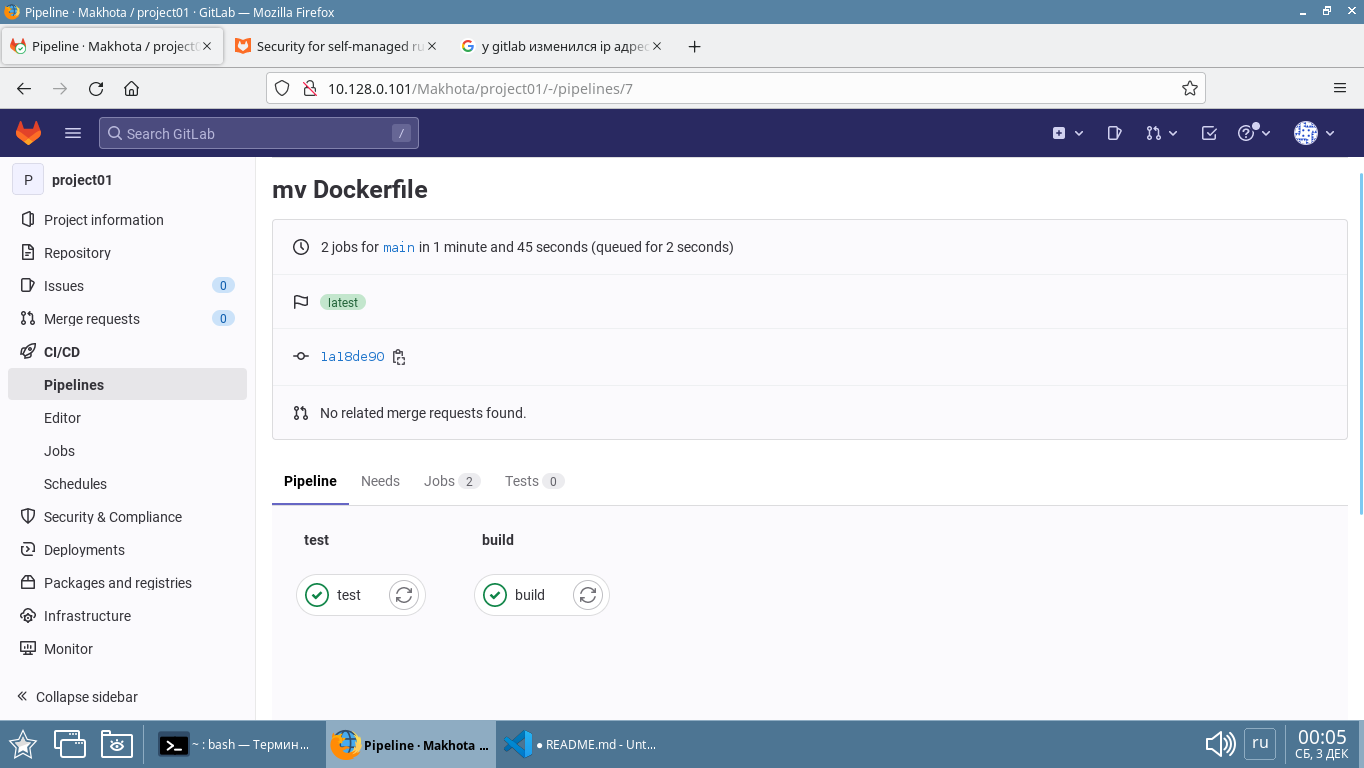 Pipeline · Makhota / project01 · GitLab — Mozilla Firefox
Pipeline · Makhota / project0
Security for self-managed ru
у gitlab изменился ip адрес
10.128.0.101/Makhota/project01/-/pipelines/7
Search GitLab
/
P
project01
Project information
Repository
Issues
0
Merge requests
0
CI/CD
Pipelines
Editor
Jobs
Schedules
Security & Compliance
Deployments
Packages and registries
Infrastructure
Monitor
Collapse sidebar
mv Dockerfile
2 jobs for main in 1 minute and 45 seconds (queued for 2 seconds)
latest
1a18de90
No related merge requests found.
Pipeline
Needs
Jobs 2
Tests 0
test
build
test
build
~ : bash — Термин...
Pipeline · Makhota ...
● README.md - Unt...
ru
00:05
СБ, 3 ДЕК